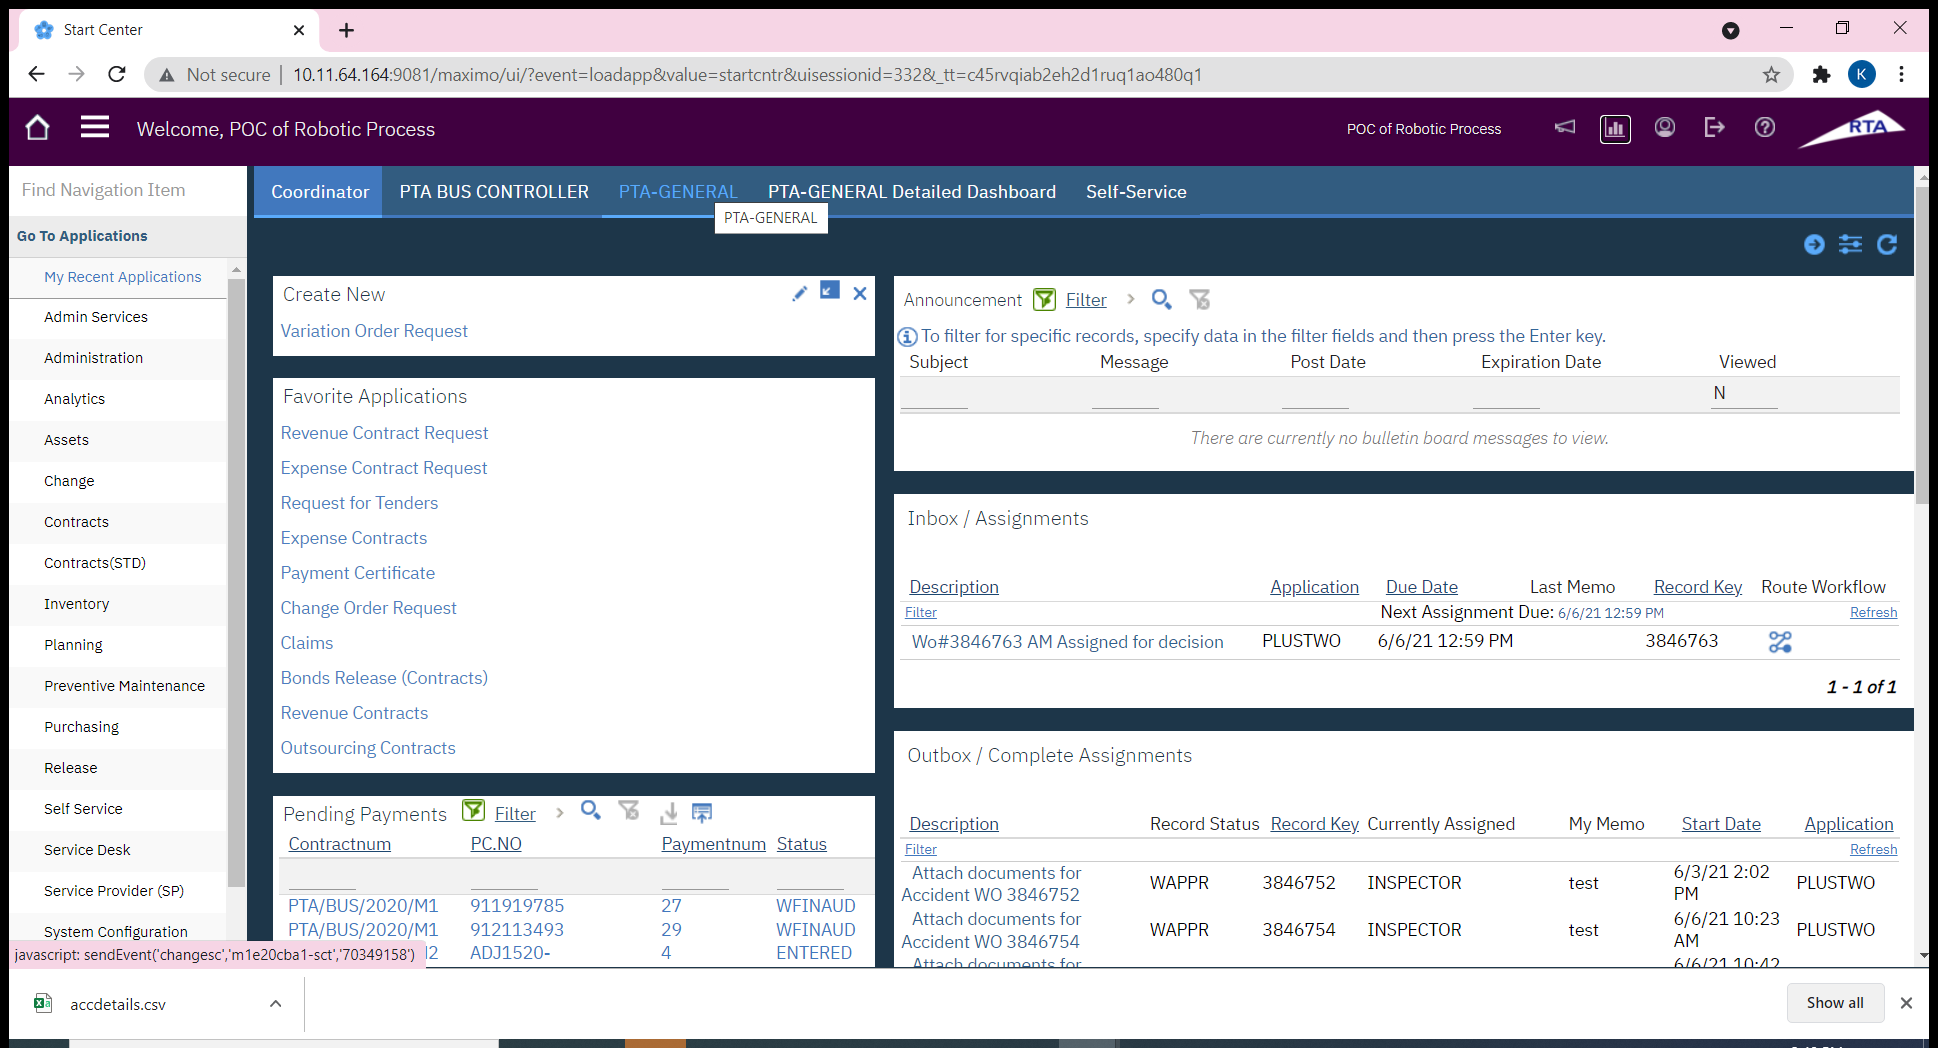 Start Center
Not secure | 10.11.64.164:9081/maximo/ui/?event=loadapp&value=startcntr&uisessionid=332&_tt=c45rvqiab2eh2d1ruq1ao480q1
K
Welcome, POC of Robotic Process
POC of Robotic Process
RTA
Find Navigation Item
Coordinator PTA BUS CONTROLLER PTA-GENERAL PTA-GENERAL Detailed Dashboard Self-Service
PTA-GENERAL
Go To Applications
My Recent Applications
Admin Services
Administration
Analytics
Assets
Change
Contracts
Contracts(STD)
Inventory
Planning
Preventive Maintenance
Purchasing
Release
Self Service
Service Desk
Service Provider (SP)
System Configuration
javascript: sendEvent('changesc','m1e20cba1-sct','70349158')
Create New
Variation Order Request
Favorite Applications
Revenue Contract Request
Expense Contract Request
Request for Tenders
Expense Contracts
Payment Certificate
Change Order Request
Claims
Bonds Release (Contracts)
Revenue Contracts
Outsourcing Contracts
Pending Payments Filter
Contractnum PC.NO Paymentnum Status
PTA/BUS/2020/M1 911919785 27 WFINAUD
PTA/BUS/2020/M1 912113493 29 WFINAUD
ADJ1520- 4 ENTERED
Announcement Filter
To filter for specific records, specify data in the filter fields and then press the Enter key.
Subject Message Post Date Expiration Date Viewed
N
There are currently no bulletin board messages to view.
Inbox / Assignments
Description Application Due Date Last Memo Record Key Route Workflow
Filter Next Assignment Due: 6/6/21 12:59 PM Refresh
Wo#3846763 AM Assigned for decision PLUSTWO 6/6/21 12:59 PM 3846763
1 - 1 of 1
Outbox / Complete Assignments
Description Record Status Record Key Currently Assigned My Memo Start Date Application
Filter Refresh
Attach documents for Accident WO 3846752 WAPPR 3846752 INSPECTOR test 6/3/21 2:02 PM PLUSTWO
Attach documents for Accident WO 3846754 WAPPR 3846754 INSPECTOR test 6/6/21 10:23 AM PLUSTWO
Attach documents for 6/6/21 10:42
accdetails.csv
Show all